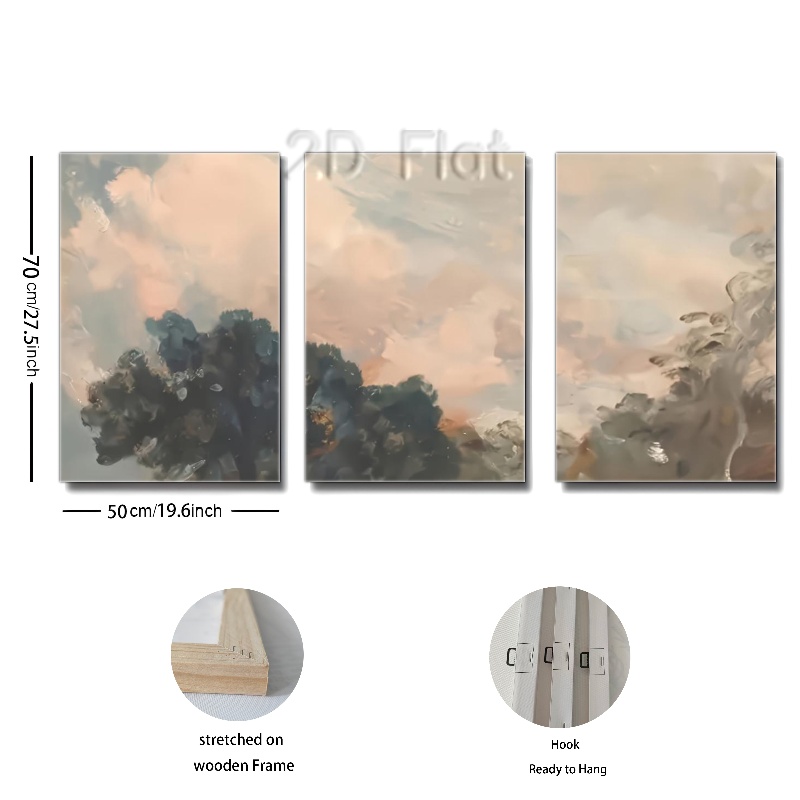 2D Flat
70 cm/27.5inch
50cm/19.6inch
stretched on
wooden Frame
Hook
Ready to Hang